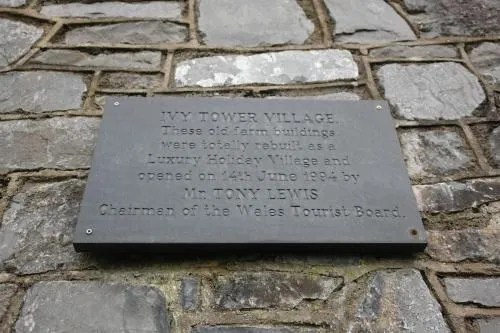 IVY TOWER VILLAGE.
These old farm buildings
were totally rebuilt as a
Luxury Holiday Village and
opened on 14th June 1994 by
Mr. TONY LEWIS
Chairman of the Wales Tourist Board.